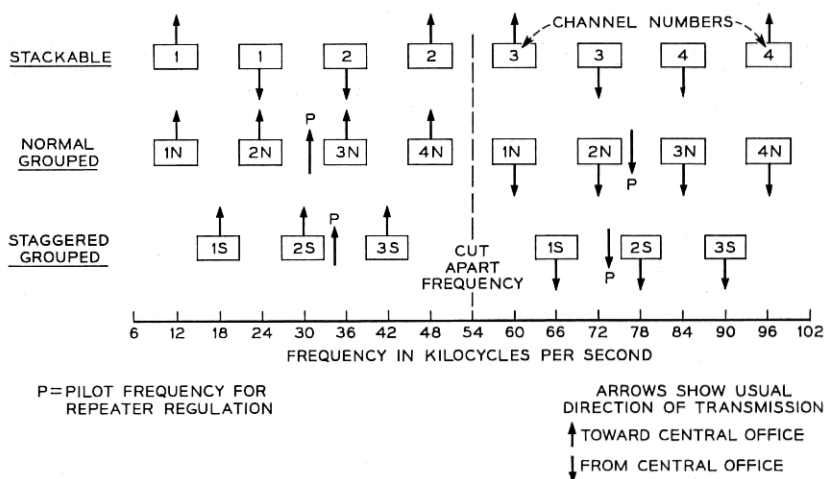 CHANNEL NUMBERS
STACKABLE 1 1 2 2 3 3 4 4
P P
NORMAL
GROUPED
1N 2N 3N 4N 1N 2N 3N 4N
P P
STAGGERED
GROUPED
1S 2S 3S 1S 2S 3S
CUT
APART
FREQUENCY
6 12 18 24 30 36 42 48 54 60 66 72 78 84 90 96 102
FREQUENCY IN KILOCYCLES PER SECOND
P=PILOT FREQUENCY FOR
REPEATER REGULATION
ARROWS SHOW USUAL
DIRECTION OF TRANSMISSION
TOWARD CENTRAL OFFICE
FROM CENTRAL OFFICE